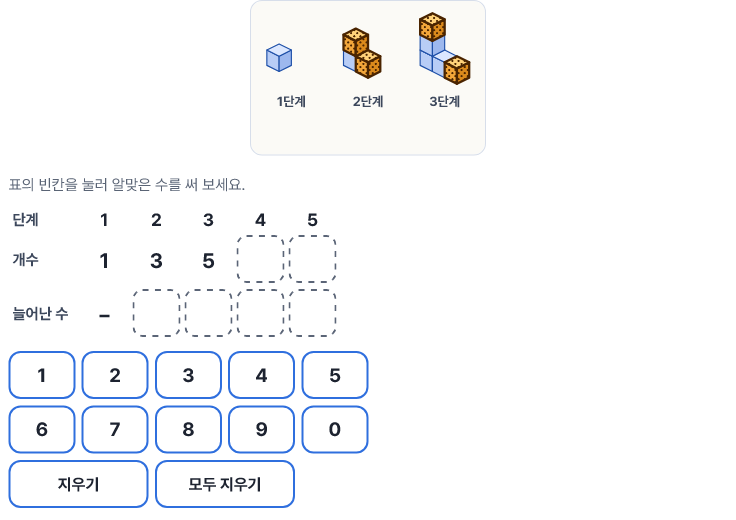 1단계 2단계 3단계
표의 빈칸을 눌러 알맞은 수를 써 보세요.
단계 1 2 3 4 5
개수 1 3 5
늘어난 수 –
1 2 3 4 5
6 7 8 9 0
지우기 모두 지우기